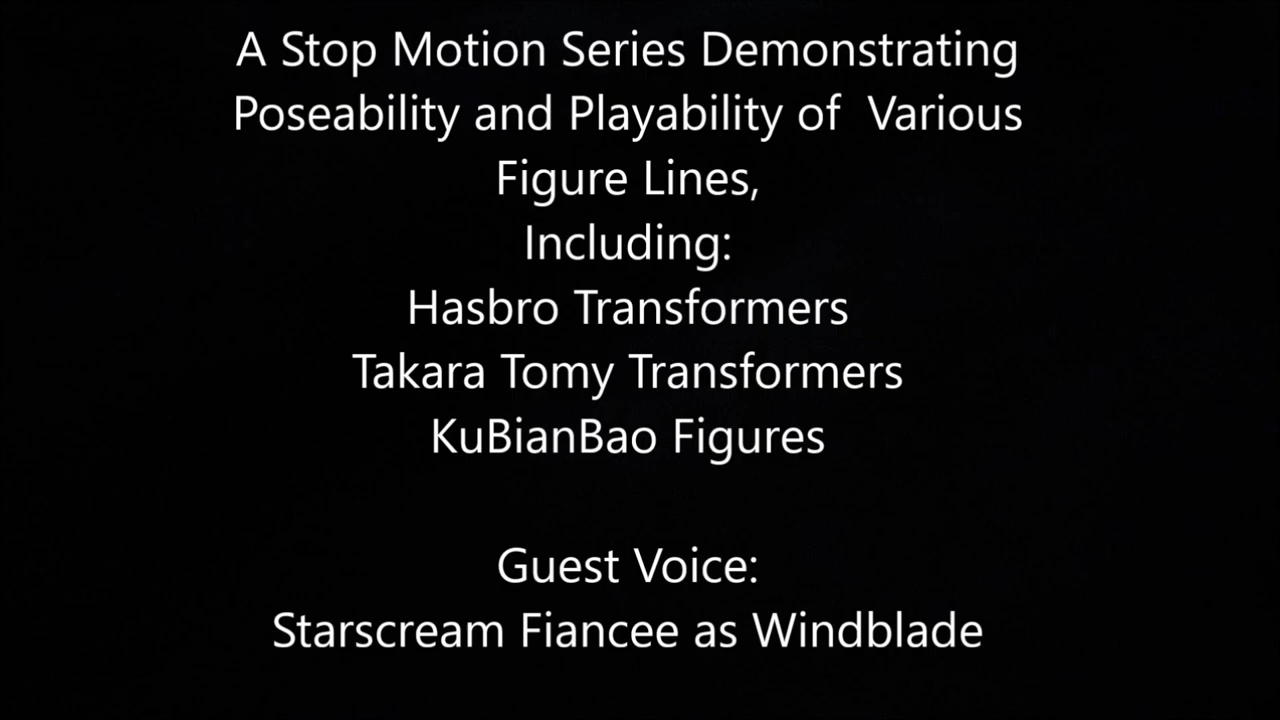 A Stop Motion Series Demonstrating
Poseability and Playability of  Various
Figure Lines,
Including:
Hasbro Transformers
Takara Tomy Transformers
KuBianBao Figures
Guest Voice:
Starscream Fiancee as Windblade